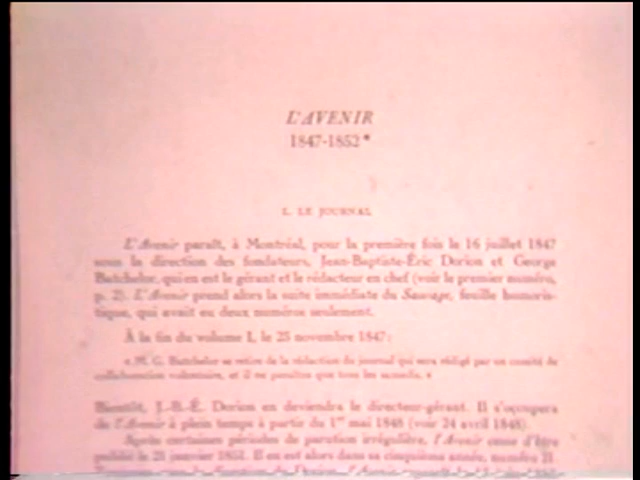 L'AVENIR
1847-1852*
I. LE JOURNAL
L'Avenir paraît, à Montréal, pour la première fois le 16 juillet 1847
sous la direction des fondateurs, Jean-Baptiste-Éric Dorion et George
Batchelor, qui en est le gérant et le rédacteur en chef (voir le premier numéro,
p. 2). L'Avenir prend alors la suite immédiate du Sauvage, feuille humoris-
tique, qui avait eu deux numéros seulement.
À la fin du volume I, le 25 novembre 1847 :
« M. G. Batchelor se retire de la rédaction du journal qui sera rédigé par un comité de
collaboration volontaire, et il ne paraîtra que tous les samedis. »
Bientôt, J.-B.-É. Dorion en deviendra le directeur-gérant. Il s'occupera
de l'Avenir à plein temps à partir du 1er mai 1848 (voir 24 avril 1848).
Après certaines périodes de parution irrégulière, l'Avenir cesse d'être
publié le 21 janvier 1852. Il en est alors dans sa cinquième année, numéro